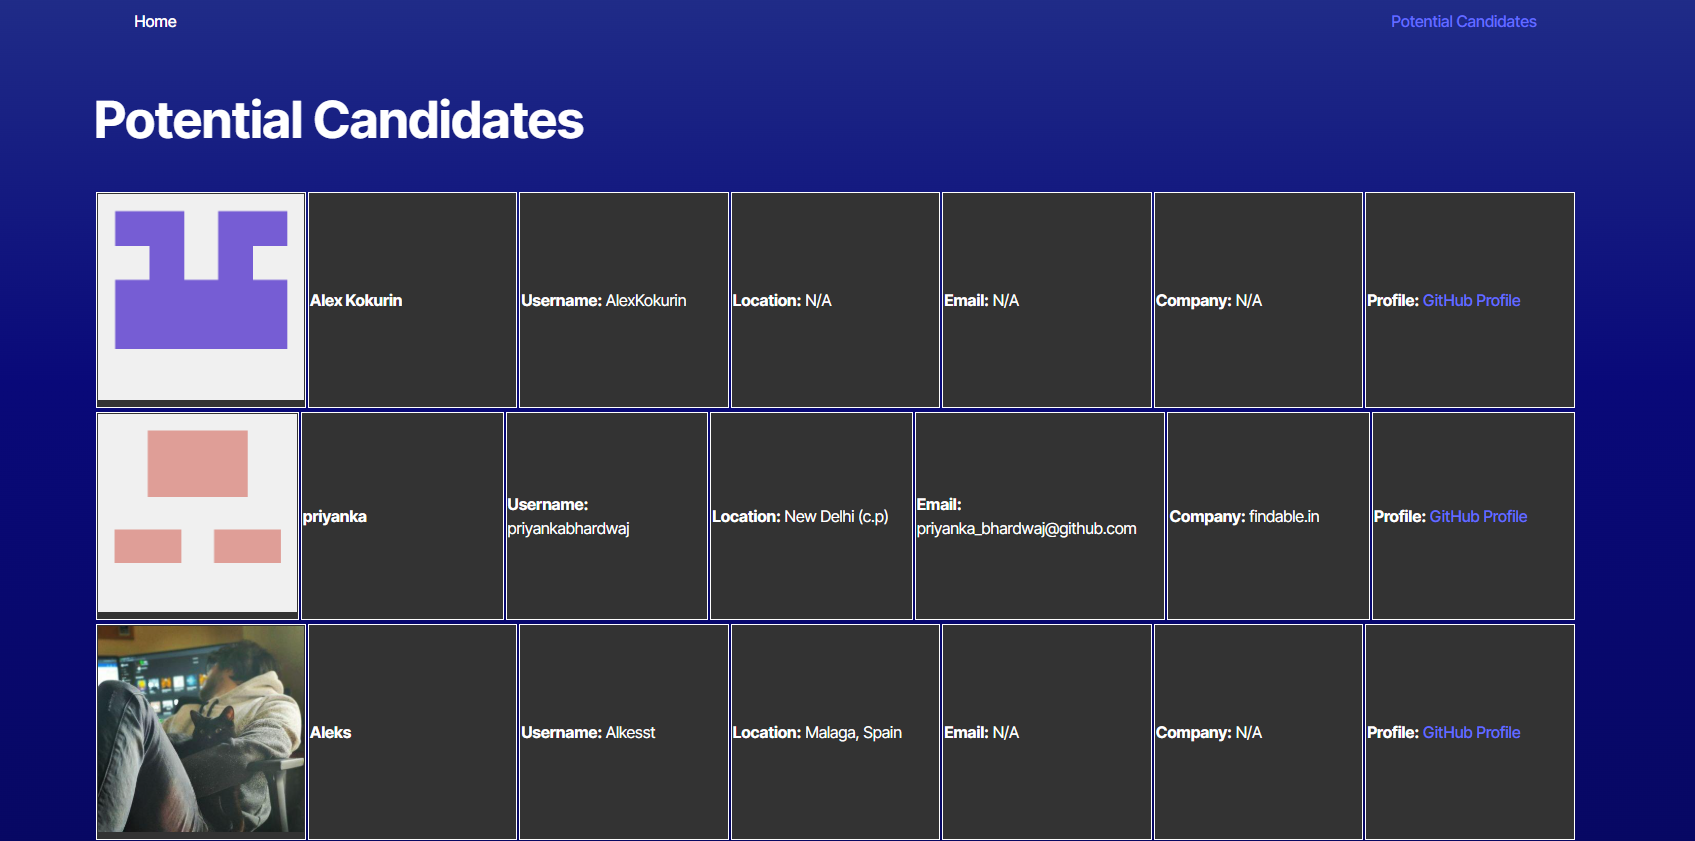 Home
Potential Candidates
Potential Candidates
Alex Kokurin
Username: AlexKokurin
Location: N/A
Email: N/A
Company: N/A
Profile: GitHub Profile
priyanka
Username:
priyankabhardwaj
Location: New Delhi (c.p)
Email:
priyanka_bhardwaj@github.com
Company: findable.in
Profile: GitHub Profile
Aleks
Username: Alkesst
Location: Malaga, Spain
Email: N/A
Company: N/A
Profile: GitHub Profile